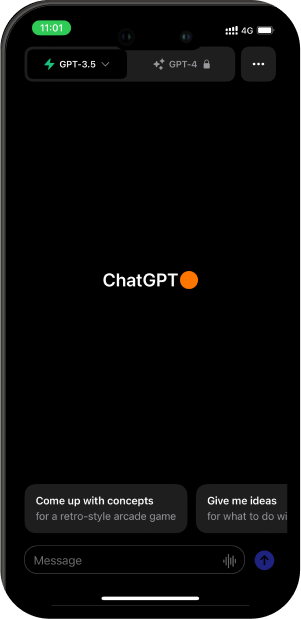 11:01
4G
GPT-3.5
GPT-4
ChatGPT
Come up with concepts
for a retro-style arcade game
Give me ideas
for what to do wi
Message